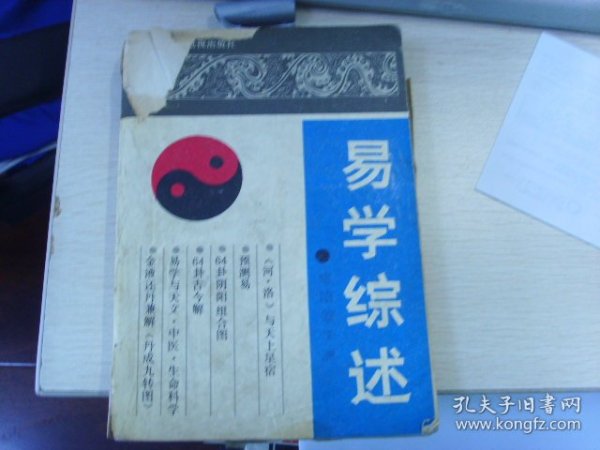 出版社
易学综述
《河·洛》与天上星宿
预测易
64卦阴阳组合图
64卦古今解
易学与天文·中医·生命科学
金液还丹兼解《丹成九转图》
孔夫子旧书网
www.kongfz.com